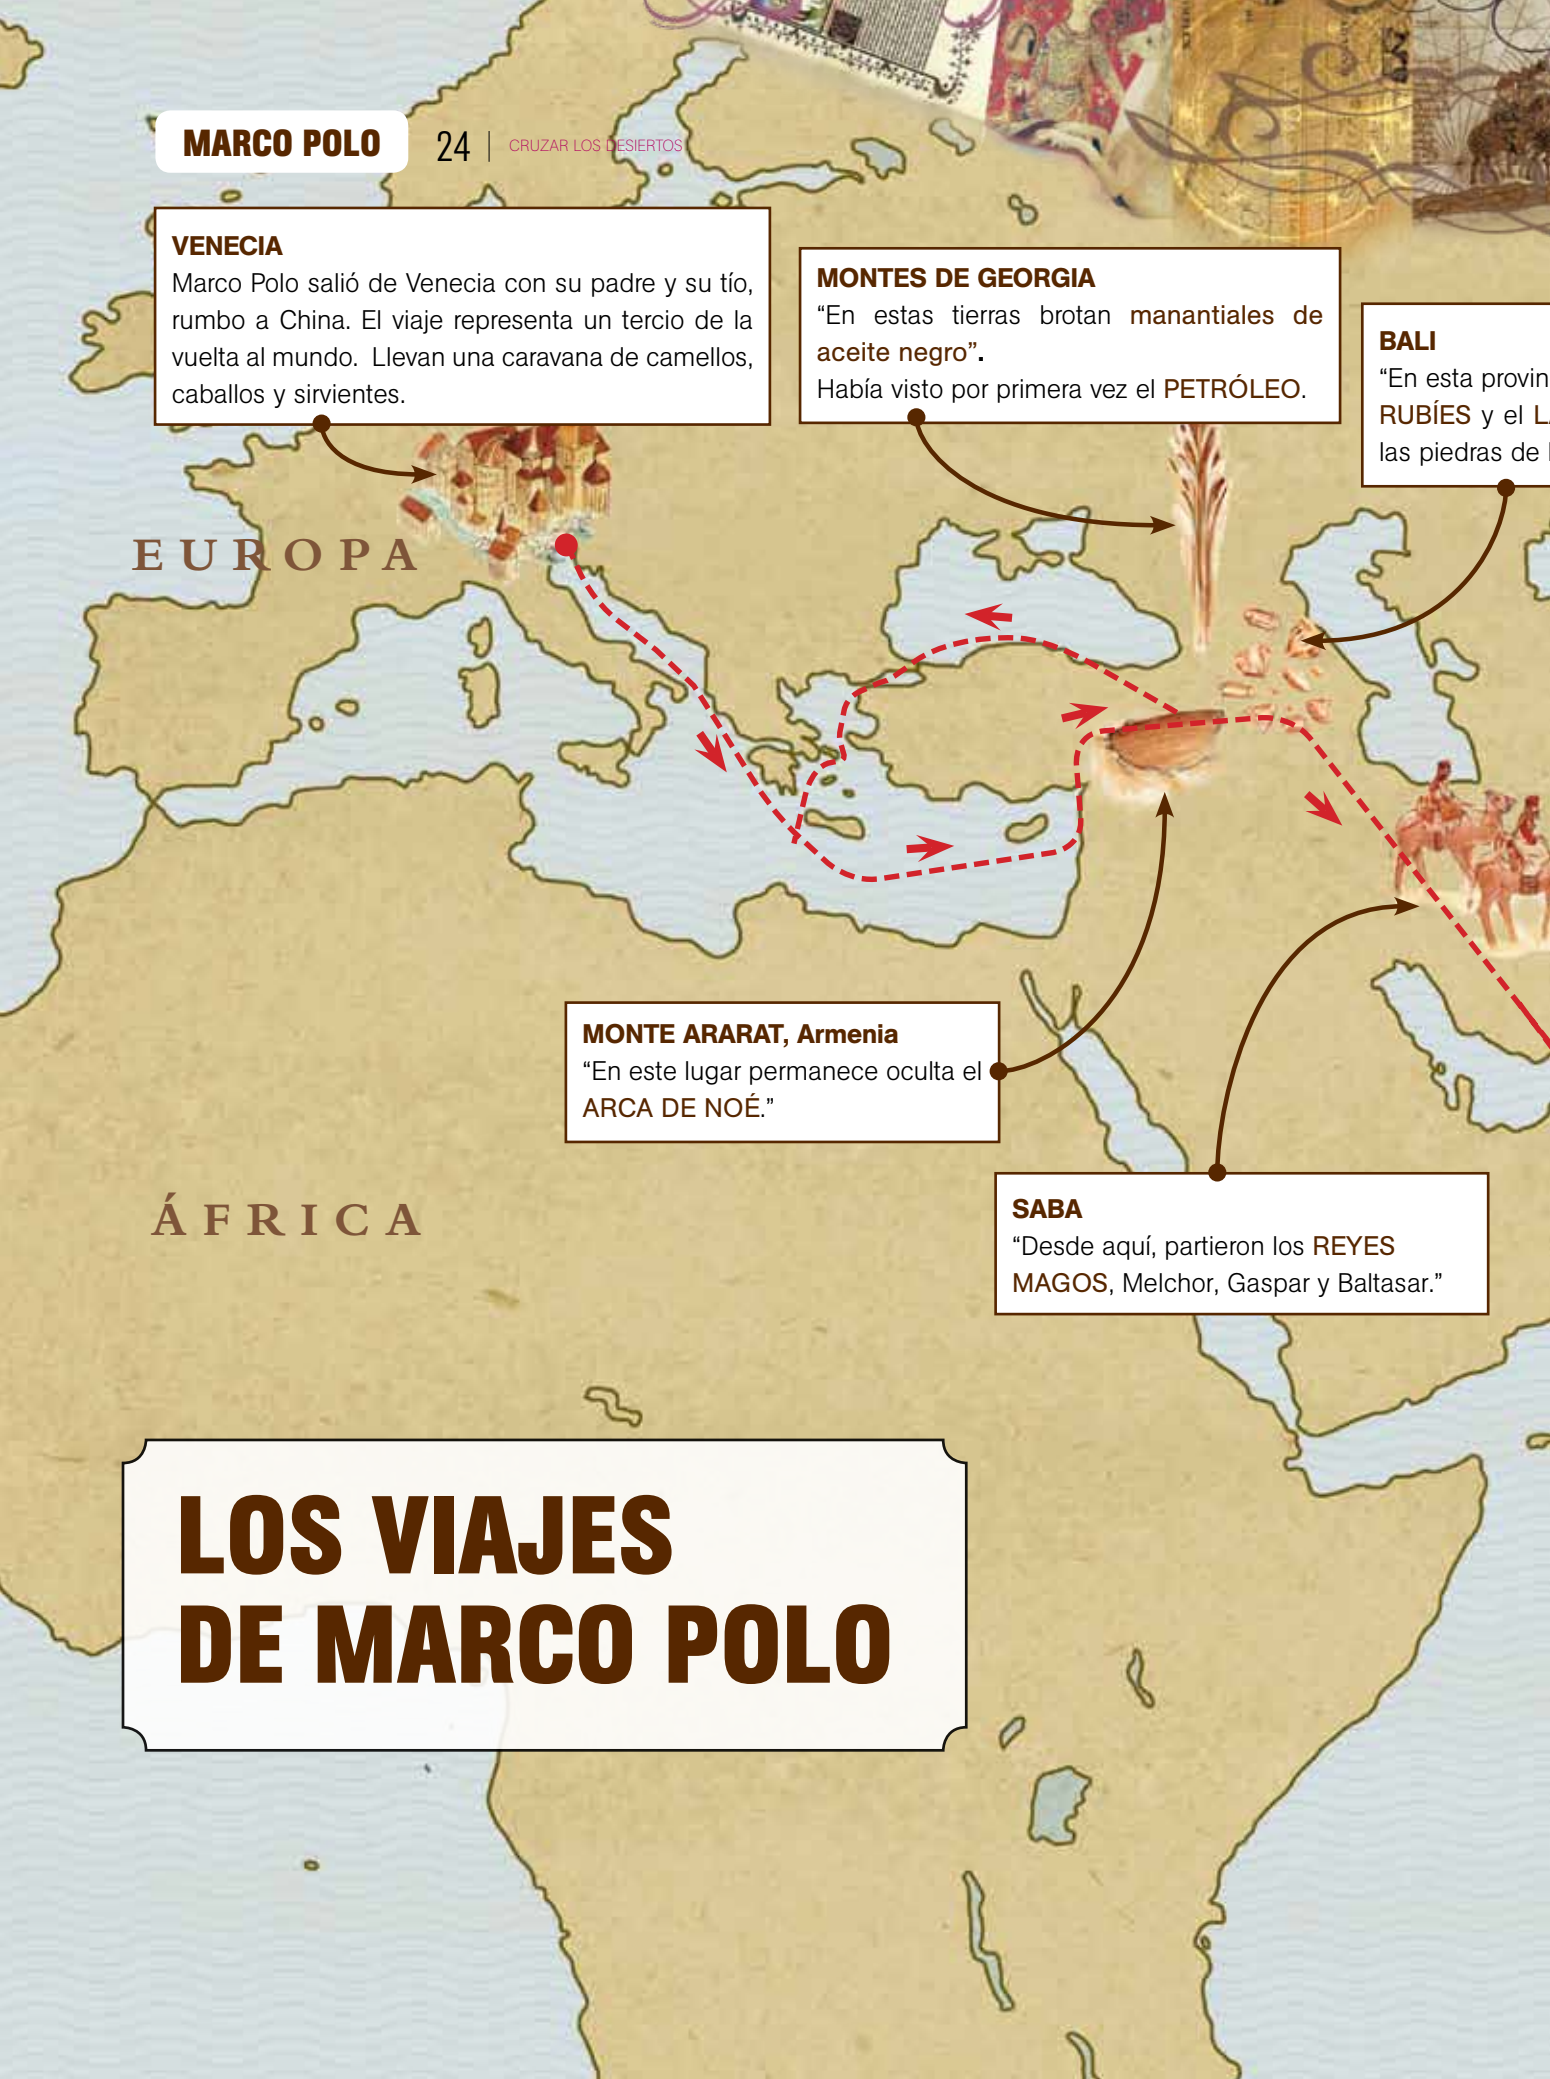 MARCO POLO 24 | CRUZAR LOS DESIERTOS
VENECIA
Marco Polo salió de Venecia con su padre y su tío,
rumbo a China. El viaje representa un tercio de la
vuelta al mundo. Llevan una caravana de camellos,
caballos y sirvientes.
MONTES DE GEORGIA
“En estas tierras brotan manantiales de
aceite negro”.
Había visto por primera vez el PETRÓLEO.
BALI
“En esta provin
RUBÍES y el L
las piedras de
EUROPA
MONTE ARARAT, Armenia
“En este lugar permanece oculta el
ARCA DE NOÉ.”
ÁFRICA
SABA
“Desde aquí, partieron los REYES
MAGOS, Melchor, Gaspar y Baltasar.”
LOS VIAJES
DE MARCO POLO